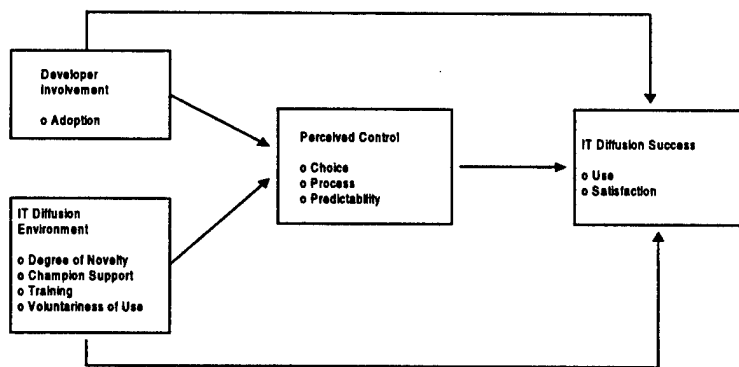 Developer
Involvement
o Adoption
IT Diffusion
Environment
o Degree of Novelty
o Champion Support
o Training
o Voluntariness of Use
Perceived Control
o Choice
o Process
o Predictability
IT Diffusion Success
o Use
o Satisfaction